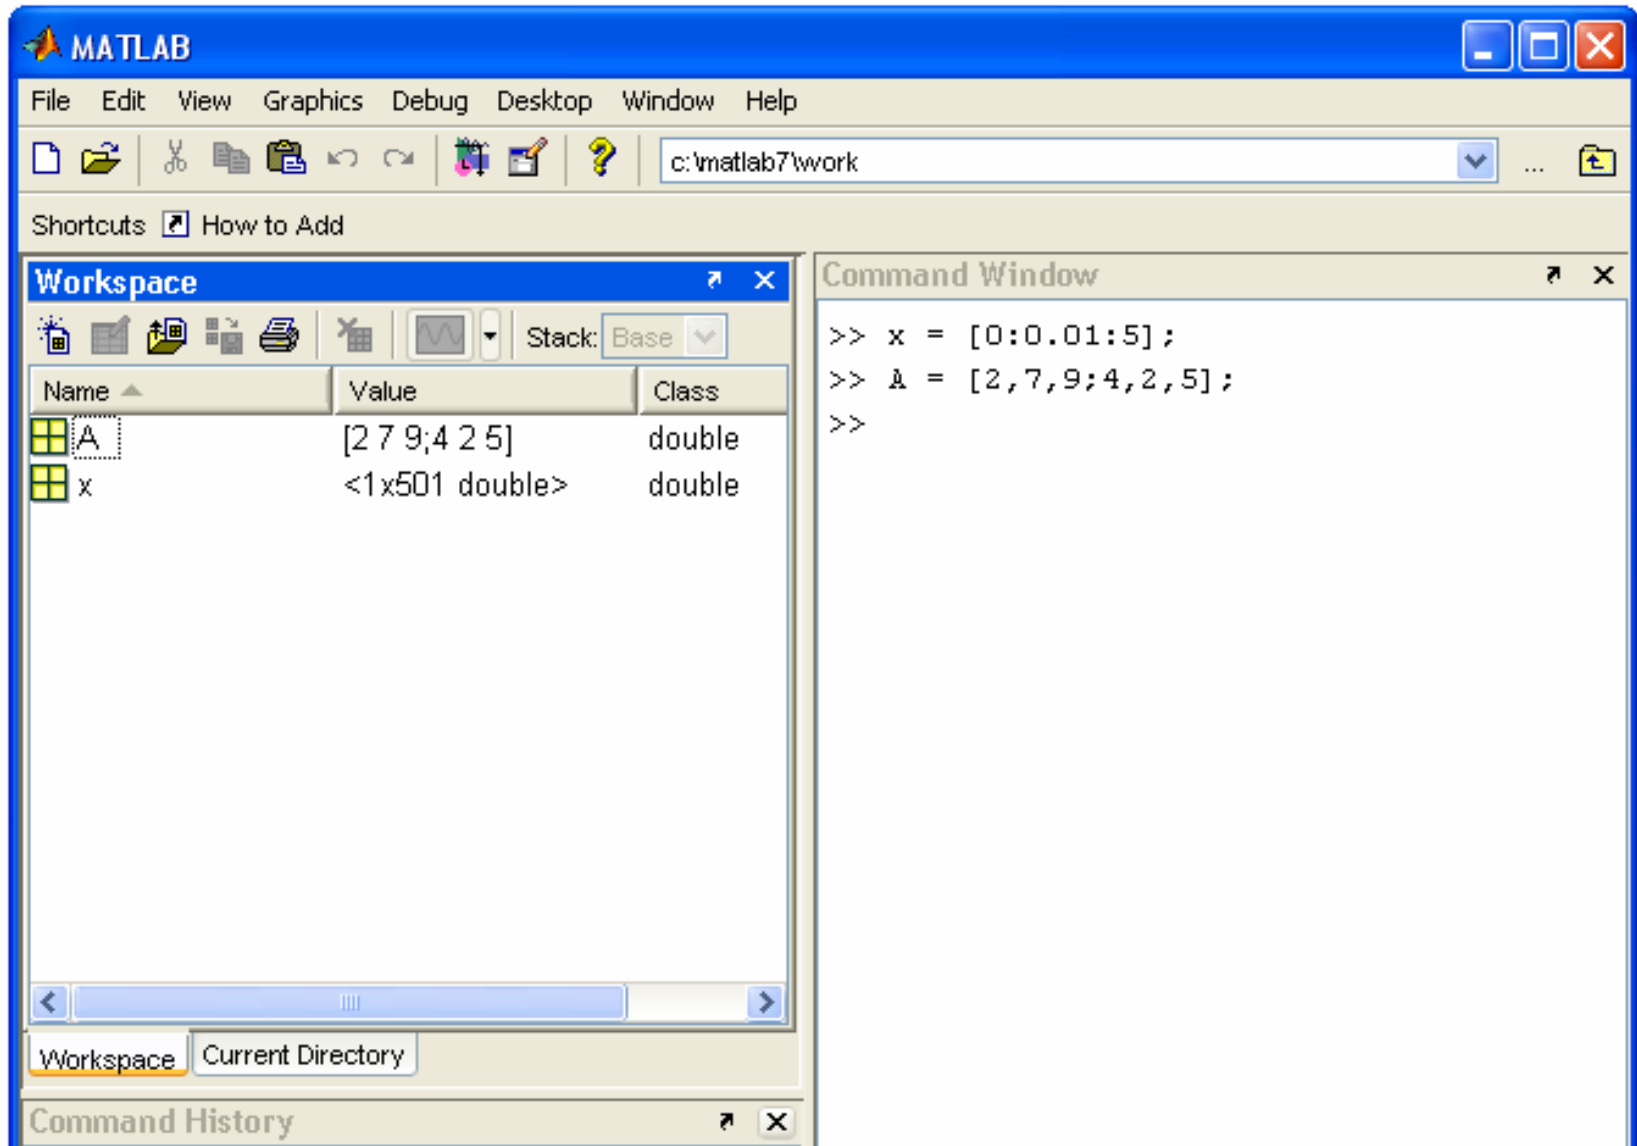 MATLAB
File Edit View Graphics Debug Desktop Window Help
c:\matlab7\work ...
Shortcuts How to Add
Workspace
Stack: Base
Name Value Class
A [2 7 9;4 2 5] double
x <1x501 double> double
Workspace Current Directory
Command History
Command Window
>> x = [0:0.01:5];
>> A = [2,7,9;4,2,5];
>>